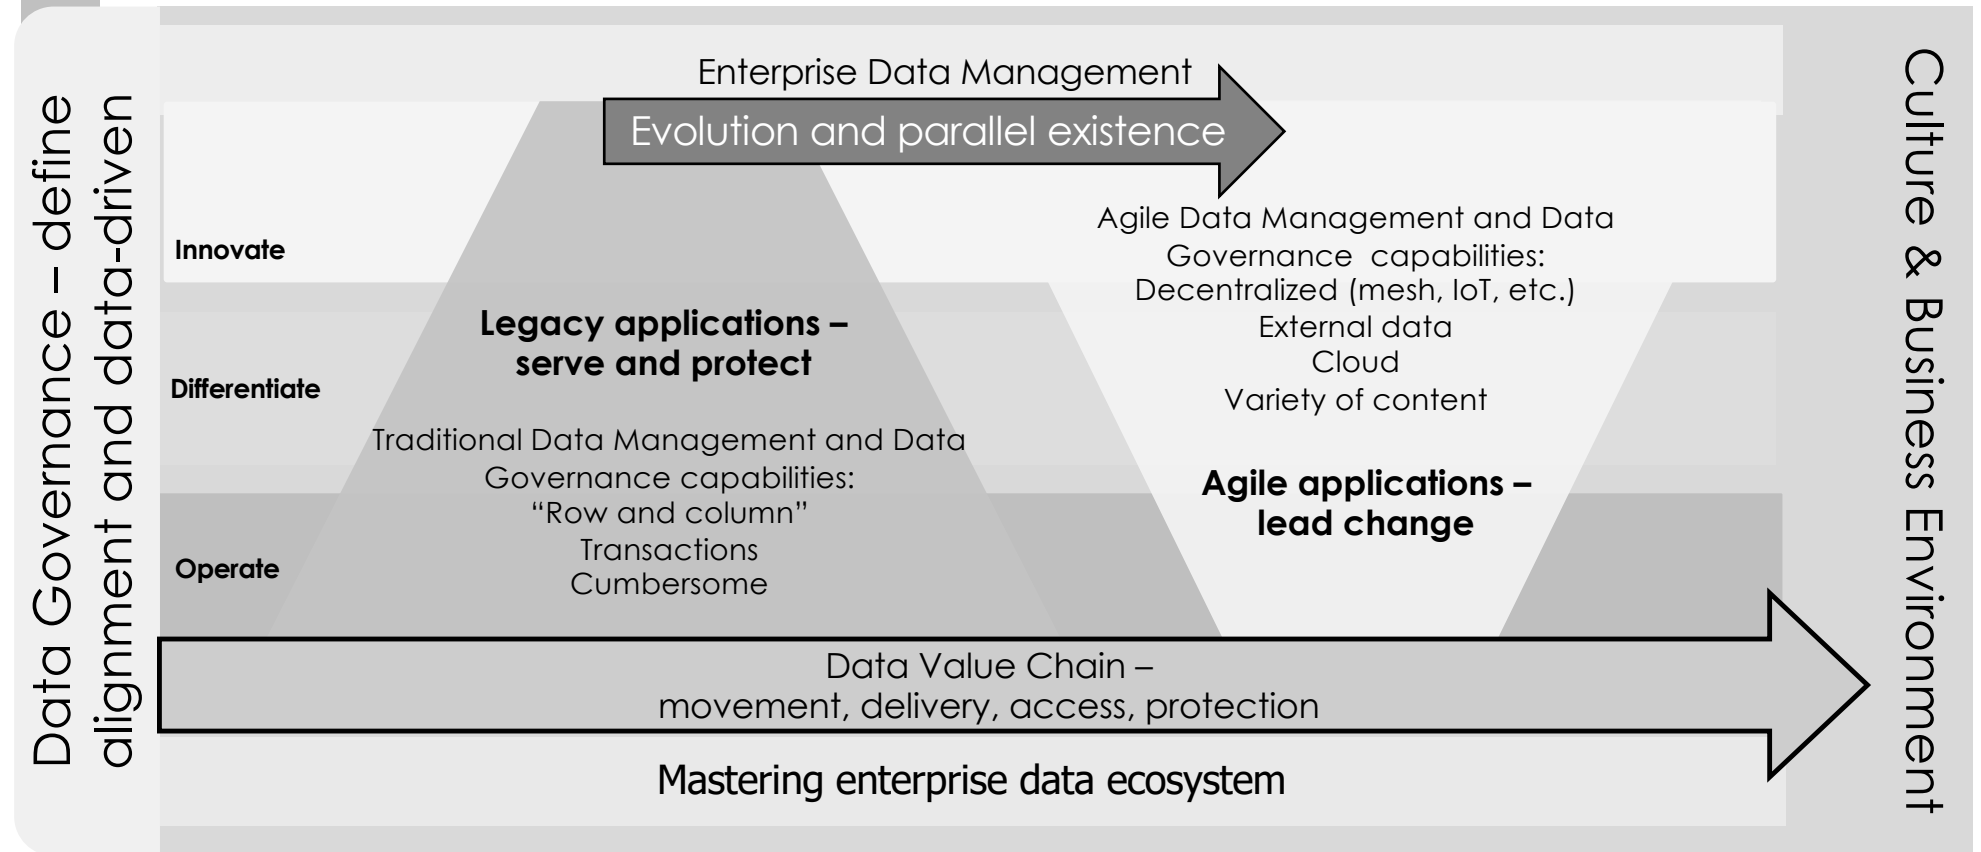 Data Governance – define
alignment and data-driven
Enterprise Data Management
Evolution and parallel existence
Innovate
Differentiate
Operate
Legacy applications –
serve and protect
Traditional Data Management and Data
Governance capabilities:
“Row and column”
Transactions
Cumbersome
Agile Data Management and Data
Governance  capabilities:
Decentralized (mesh, IoT, etc.)
External data
Cloud
Variety of content
Agile applications –
lead change
Data Value Chain –
movement, delivery, access, protection
Mastering enterprise data ecosystem
Culture & Business Environment